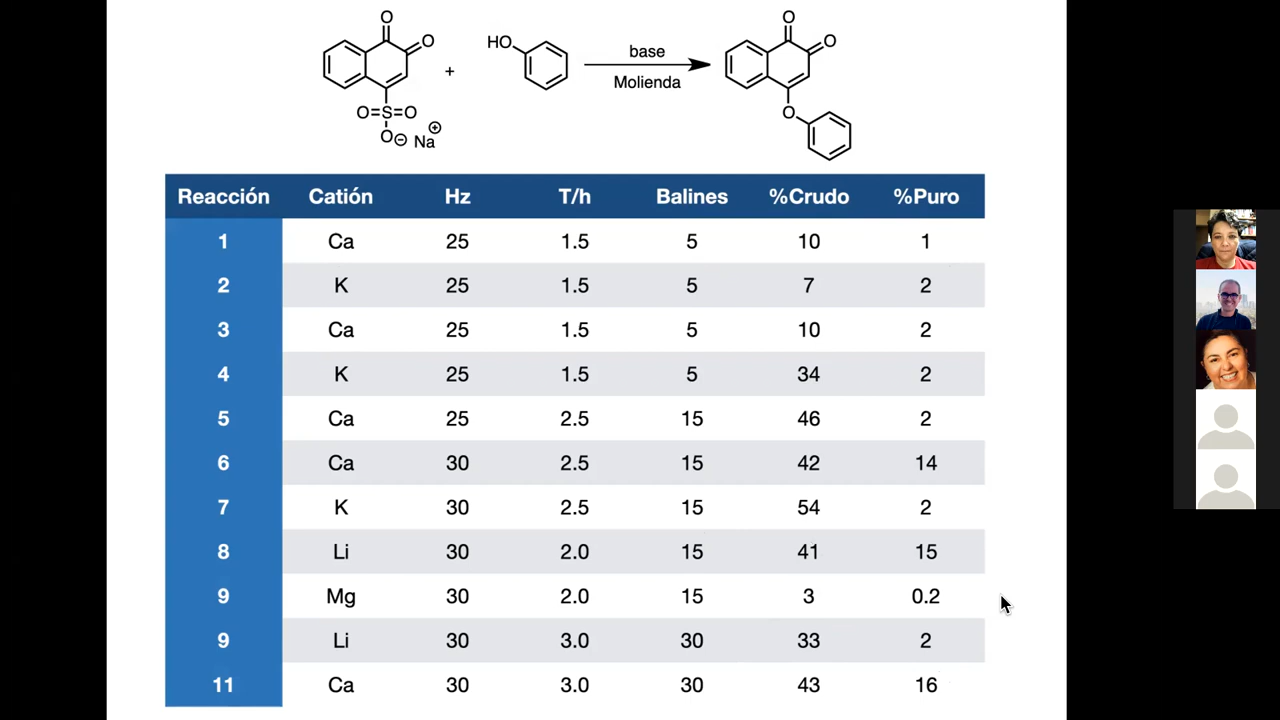 O O
O
O
HO
base
+
Molienda
O=S=O
O
O⊖ Na⊕
Reacción Catión Hz T/h Balines %Crudo %Puro
1 Ca 25 1.5 5 10 1
2 K 25 1.5 5 7 2
3 Ca 25 1.5 5 10 2
4 K 25 1.5 5 34 2
5 Ca 25 2.5 15 46 2
6 Ca 30 2.5 15 42 14
7 K 30 2.5 15 54 2
8 Li 30 2.0 15 41 15
9 Mg 30 2.0 15 3 0.2
9 Li 30 3.0 30 33 2
11 Ca 30 3.0 30 43 16